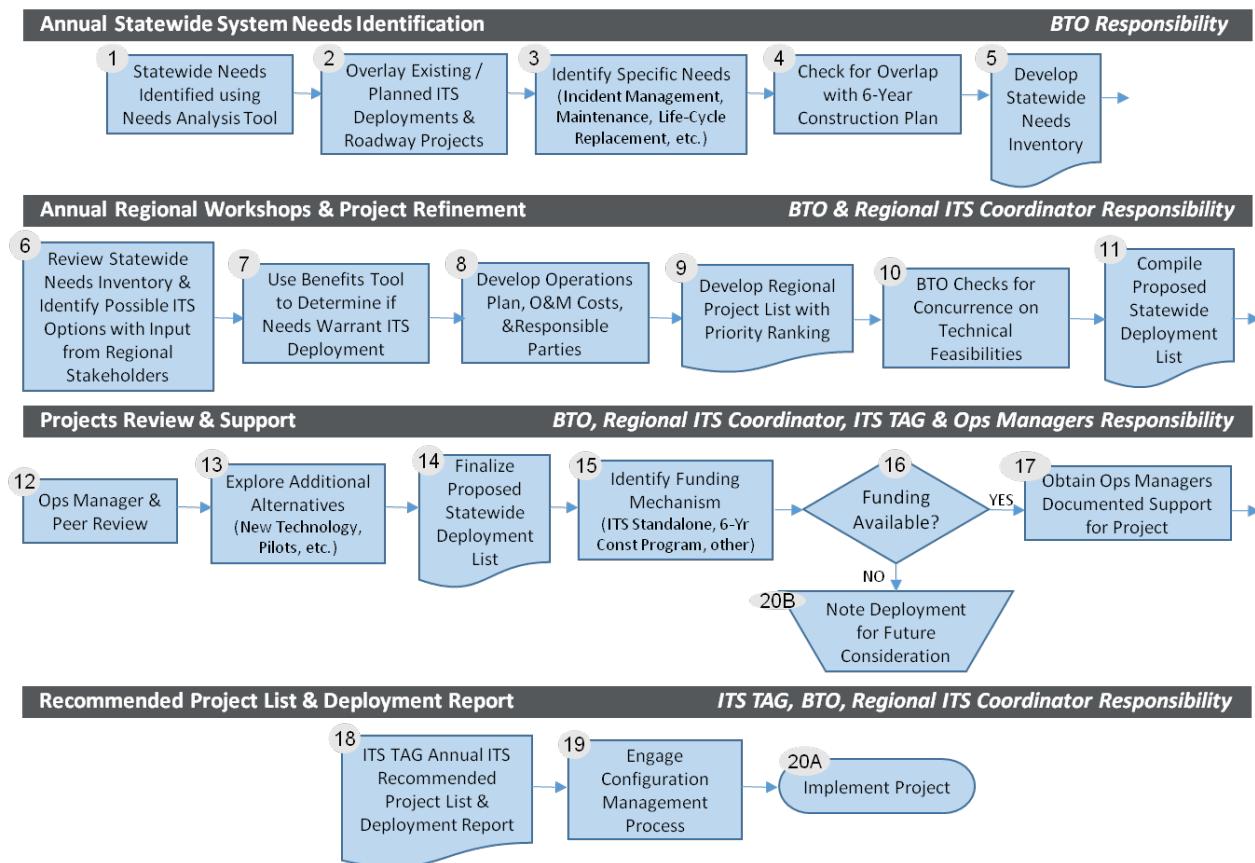 Annual Statewide System Needs Identification
BTO Responsibility
1
Statewide Needs
Identified using
Needs Analysis Tool
2
Overlay Existing /
Planned ITS
Deployments &
Roadway Projects
3
Identify Specific Needs
(Incident Management,
Maintenance, Life-Cycle
Replacement, etc.)
4
Check for Overlap
with 6-Year
Construction Plan
5
Develop
Statewide
Needs
Inventory
Annual Regional Workshops & Project Refinement
BTO & Regional ITS Coordinator Responsibility
6
Review Statewide
Needs Inventory &
Identify Possible ITS
Options with Input
from Regional
Stakeholders
7
Use Benefits Tool
to Determine if
Needs Warrant ITS
Deployment
8
Develop Operations
Plan, O&M Costs,
&Responsible
Parties
9
Develop Regional
Project List with
Priority Ranking
10
BTO Checks for
Concurrence on
Technical
Feasibilities
11
Compile
Proposed
Statewide
Deployment
List
Projects Review & Support
BTO, Regional ITS Coordinator, ITS TAG & Ops Managers Responsibility
12
Ops Manager &
Peer Review
13
Explore Additional
Alternatives
(New Technology,
Pilots, etc.)
14
Finalize
Proposed
Statewide
Deployment
List
15
Identify Funding
Mechanism
(ITS Standalone, 6-Yr
Const Program, other)
16
Funding
Available?
YES
NO
17
Obtain Ops Managers
Documented Support
for Project
20B
Note Deployment
for Future
Consideration
Recommended Project List & Deployment Report
ITS TAG, BTO, Regional ITS Coordinator Responsibility
18
ITS TAG Annual ITS
Recommended
Project List &
Deployment Report
19
Engage
Configuration
Management
Process
20A
Implement Project